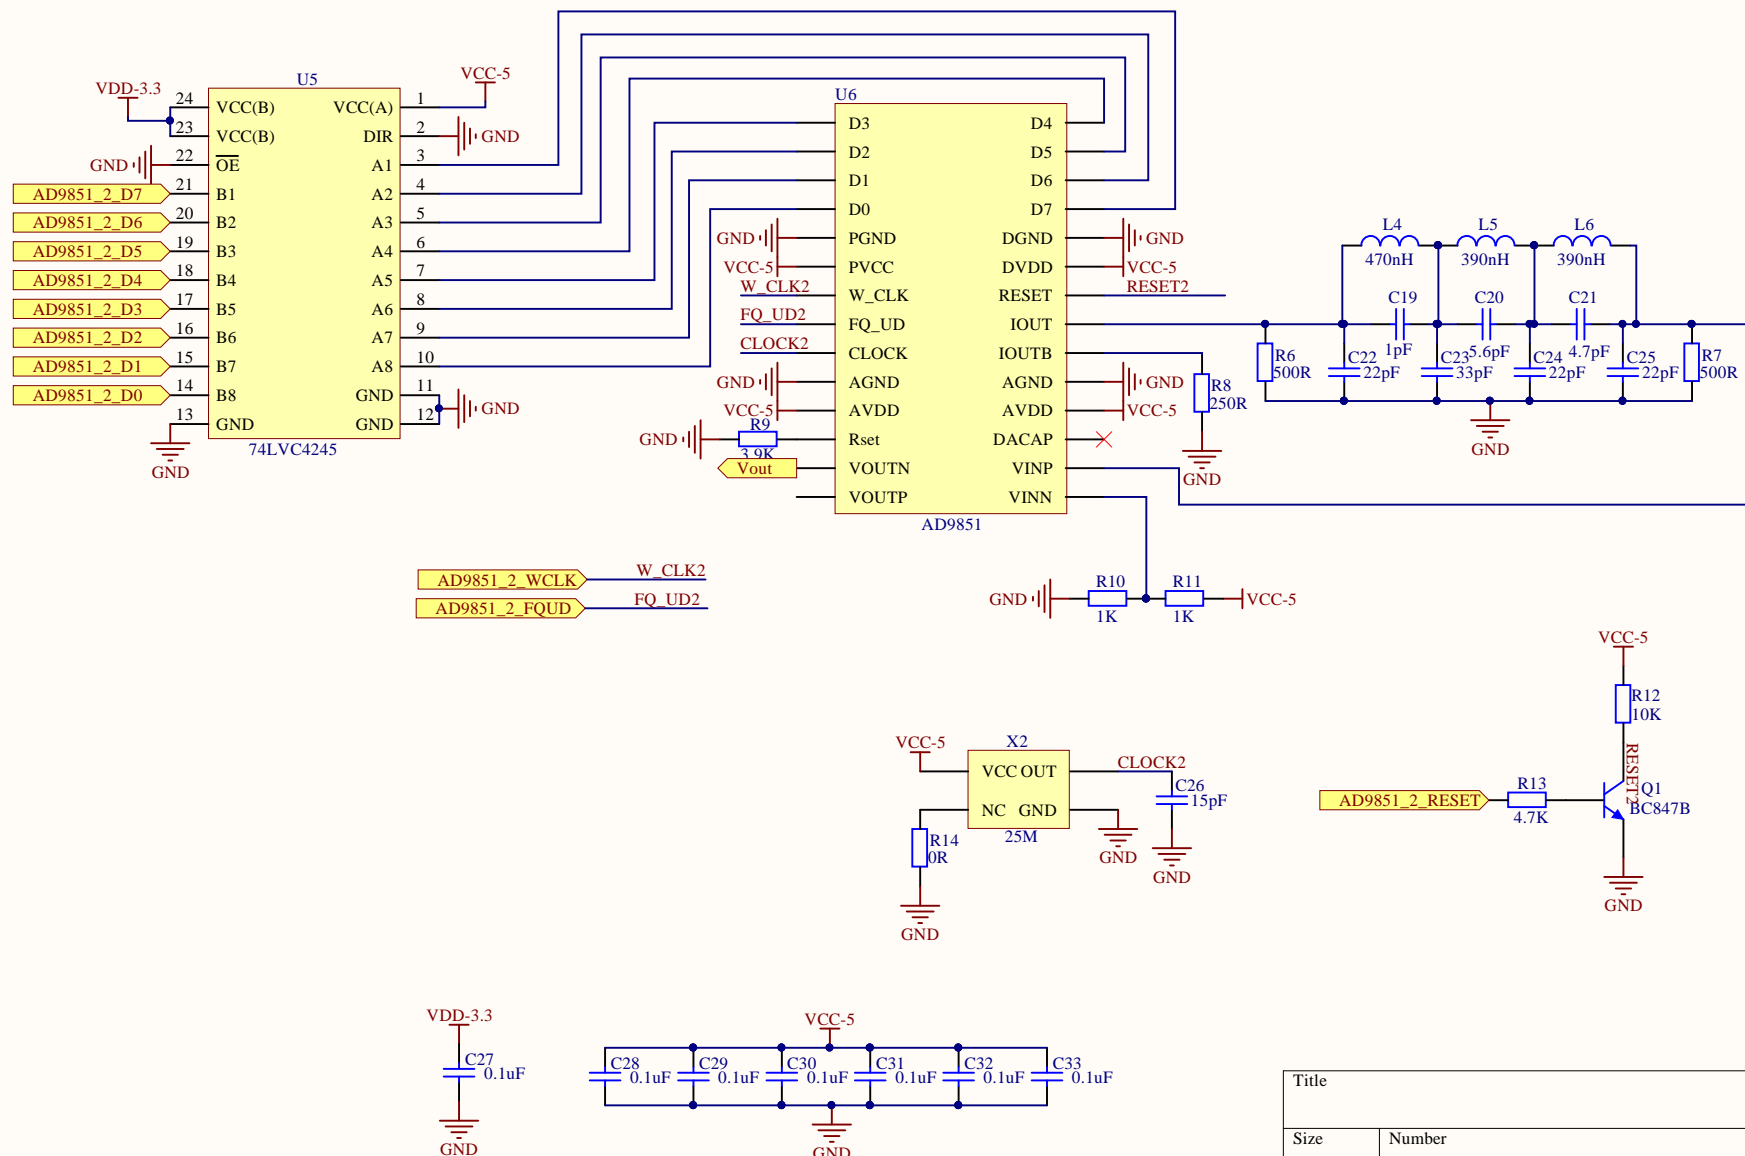 U5
VDD-3.3
VCC-5
24 VCC(B) VCC(A) 1
23 VCC(B) DIR 2 GND
GND 22 OE A1 3
AD9851_2_D7 21 B1 A2 4
AD9851_2_D6 20 B2 A3 5
AD9851_2_D5 19 B3 A4 6
AD9851_2_D4 18 B4 A5 7
AD9851_2_D3 17 B5 A6 8
AD9851_2_D2 16 B6 A7 9
AD9851_2_D1 15 B7 A8 10
AD9851_2_D0 14 B8 GND 11
13 GND GND 12 GND
GND
74LVC4245
U6
D3 D4
D2 D5
D1 D6
D0 D7
GND PGND DGND GND
VCC-5 PVCC DVDD VCC-5
W_CLK2 W_CLK RESET RESET2
FQ_UD2 FQ_UD IOUT
CLOCK2 CLOCK IOUTB
GND AGND AGND GND
VCC-5 AVDD AVDD VCC-5
GND R9 3.9K Rset DACAP
Vout VOUTN VINP
VOUTP VINN
AD9851
R8
250R
GND
L4 L5 L6
470nH 390nH 390nH
C19 C20 C21
1pF 5.6pF 4.7pF
R6 C22 C23 C24 C25 R7
500R 22pF 33pF 22pF 22pF 500R
GND
AD9851_2_WCLK W_CLK2
AD9851_2_FQUD FQ_UD2
R10 R11
GND VCC-5
1K 1K
VCC-5
R12
10K
RESET2
AD9851_2_RESET R13 Q1
4.7K BC847B
GND
VCC-5 X2
VCC OUT CLOCK2
C26
15pF
NC GND
25M
R14
0R
GND
GND
GND
VDD-3.3
C27
0.1uF
GND
VCC-5
C28 C29 C30 C31 C32 C33
0.1uF 0.1uF 0.1uF 0.1uF 0.1uF 0.1uF
GND
Title
Size Number